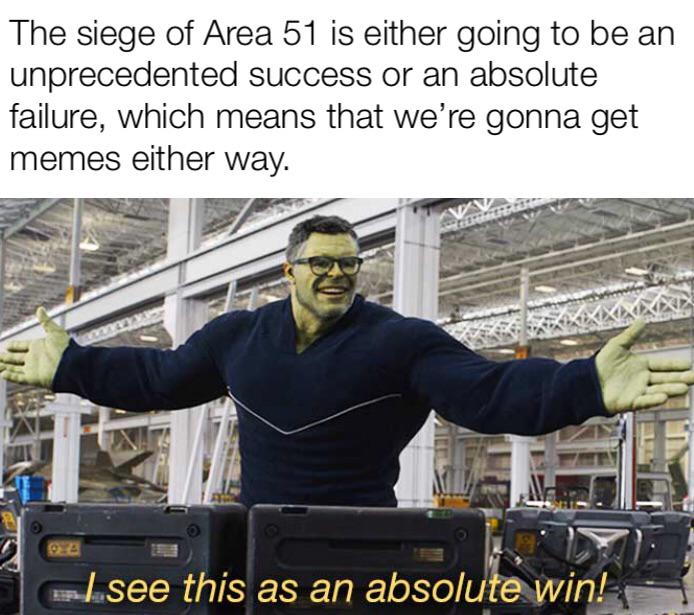 The siege of Area 51 is either going to be an
unprecedented success or an absolute
failure, which means that we’re gonna get
memes either way.
I see this as an absolute win!